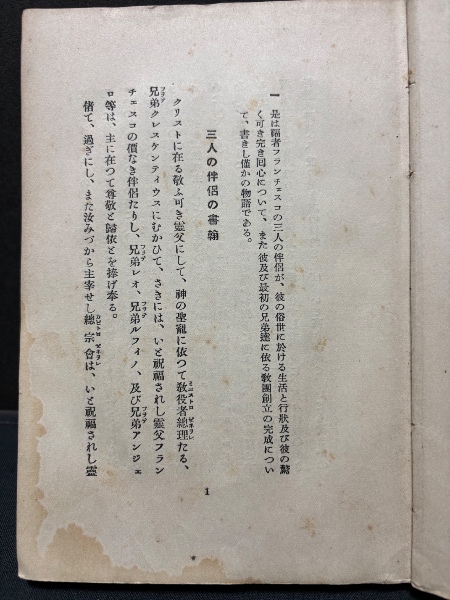 一 是は福者フランチェスコの三人の伴侶が、彼の俗世に於ける生活と行狀及び彼の驚
く可き完き回心について、また彼及び最初の兄弟達に依る敎團創立の完成につい
て、書きし僅かの物語である。
三人の伴侶の書翰
クリストに在る敬ふ可き靈父にして、神の聖寵に依つて敎役者總理たる、
兄弟クレスケンティウスにむかひて、さきには、いと祝福されし靈父フラン
チェスコの價なき伴侶たりし、兄弟レオ、兄弟ルフィノ、及び兄弟アンジェ
ロ等は、主に在つて尊敬と歸依とを捧げ奉る。
偖て、過ぎにし、また汝みづから主宰せし總宗會は、いと祝福されし靈
1